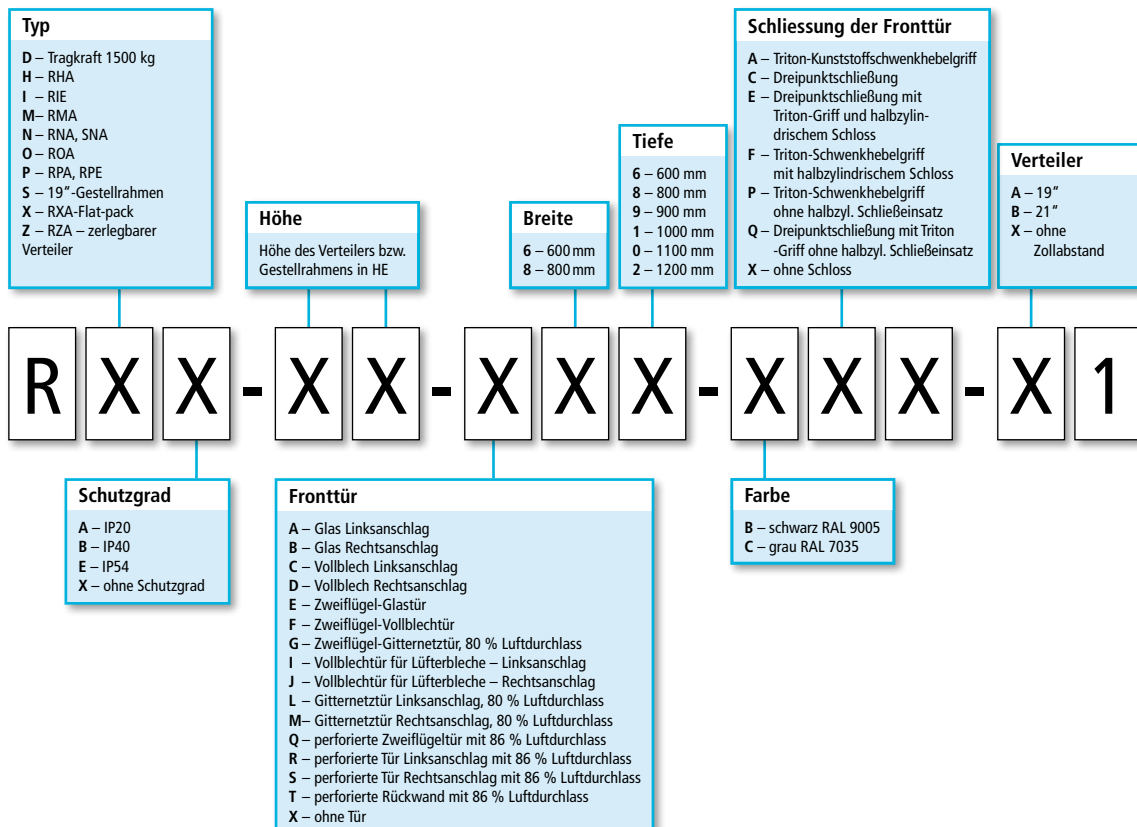 Typ
D – Tragkraft 1500 kg
H – RHA
I – RIE
M– RMA
N – RNA, SNA
O – ROA
P – RPA, RPE
S – 19”-Gestellrahmen
X – RXA-Flat-pack
Z – RZA – zerlegbarer
Verteiler
Höhe
Höhe des Verteilers bzw.
Gestellrahmens in HE
Breite
6 – 600 mm
8 – 800 mm
Tiefe
6 – 600 mm
8 – 800 mm
9 – 900 mm
1 – 1000 mm
0 – 1100 mm
2 – 1200 mm
Schliessung der Fronttür
A – Triton-Kunststoffschwenkhebelgriff
C – Dreipunktschließung
E – Dreipunktschließung mit
Triton-Griff und halbzylin-
drischem Schloss
F – Triton-Schwenkhebelgriff
mit halbzylindrischem Schloss
P – Triton-Schwenkhebelgriff
ohne halbzyl. Schließeinsatz
Q – Dreipunktschließung mit Triton
-Griff ohne halbzyl. Schließeinsatz
X – ohne Schloss
Verteiler
A – 19”
B – 21”
X – ohne
Zollabstand
R X X - X X - X X X - X X X - X 1
Schutzgrad
A – IP20
B – IP40
E – IP54
X – ohne Schutzgrad
Fronttür
A – Glas Linksanschlag
B – Glas Rechtsanschlag
C – Vollblech Linksanschlag
D – Vollblech Rechtsanschlag
E – Zweiflügel-Glastür
F – Zweiflügel-Vollblechtür
G – Zweiflügel-Gitternetztür, 80 % Luftdurchlass
I – Vollblechtür für Lüfterbleche – Linksanschlag
J – Vollblechtür für Lüfterbleche – Rechtsanschlag
L – Gitternetztür Linksanschlag, 80 % Luftdurchlass
M– Gitternetztür Rechtsanschlag, 80 % Luftdurchlass
Q – perforierte Zweiflügeltür mit 86 % Luftdurchlass
R – perforierte Tür Linksanschlag mit 86 % Luftdurchlass
S – perforierte Tür Rechtsanschlag mit 86 % Luftdurchlass
T – perforierte Rückwand mit 86 % Luftdurchlass
X – ohne Tür
Farbe
B – schwarz RAL 9005
C – grau RAL 7035